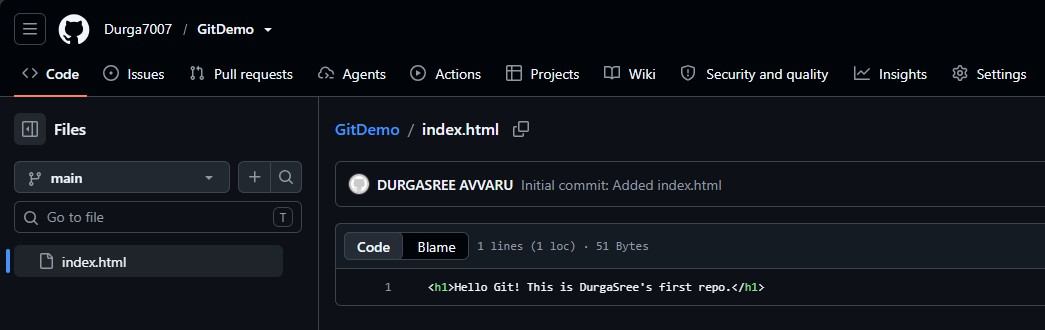 Durga7007 / GitDemo
Code Issues Pull requests Agents Actions Projects Wiki Security and quality Insights Settings
Files
main
Go to file T
index.html
GitDemo / index.html
DURGASREE AVVARU Initial commit: Added index.html
Code Blame 1 lines (1 loc) · 51 Bytes
1 <h1>Hello Git! This is DurgaSree's first repo.</h1>